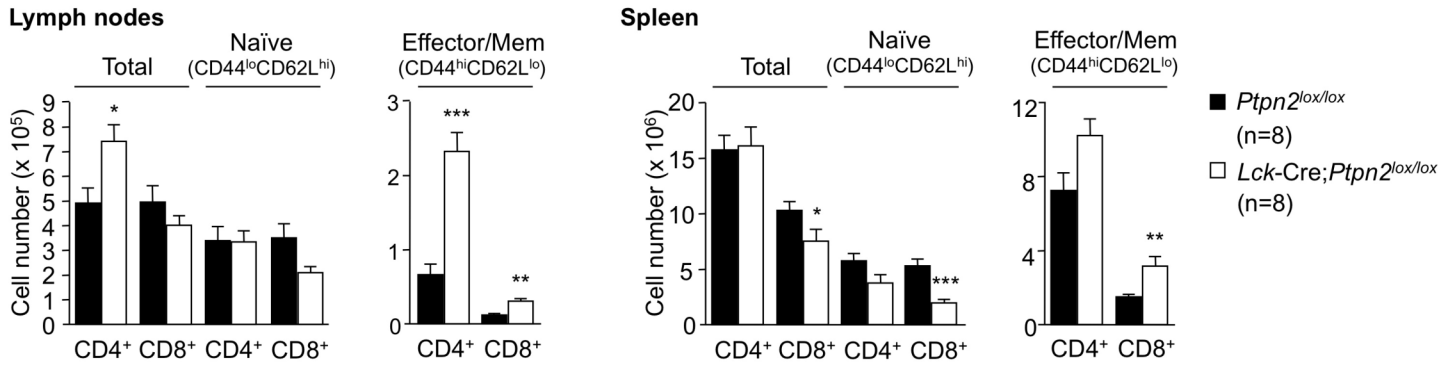 Lymph nodes
Total
Naïve
(CD44loCD62Lhi)
Effector/Mem
(CD44hiCD62Llo)
Cell number (x 10⁵)
9
8
7
6
5
4
3
2
1
0
*
CD4⁺ CD8⁺ CD4⁺ CD8⁺
3
2
1
0
***
**
CD4⁺ CD8⁺
Spleen
Total
Naïve
(CD44loCD62Lhi)
Effector/Mem
(CD44hiCD62Llo)
Cell number (x 10⁶)
20
15
10
5
0
*
***
CD4⁺ CD8⁺ CD4⁺ CD8⁺
12
8
4
0
**
CD4⁺ CD8⁺
Ptpn2lox/lox
(n=8)
Lck-Cre;Ptpn2lox/lox
(n=8)